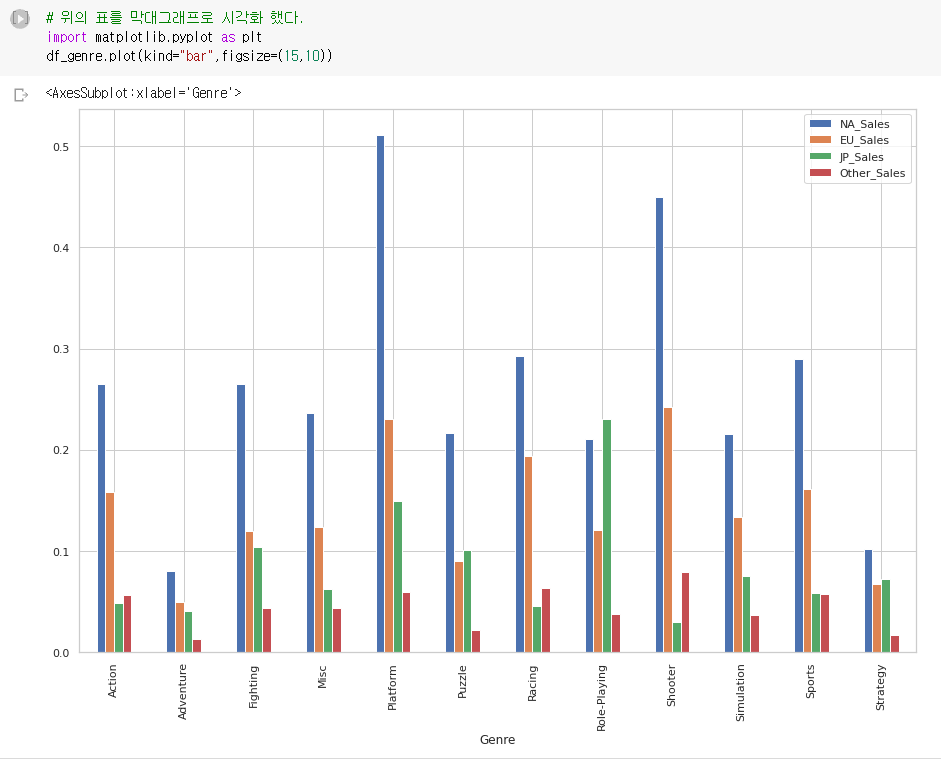 # 위의 표를 막대그래프로 시각화 했다.
import matplotlib.pyplot as plt
df_genre.plot(kind="bar",figsize=(15,10))
<AxesSubplot:xlabel='Genre'>
NA_Sales
EU_Sales
JP_Sales
Other_Sales
0.5
0.4
0.3
0.2
0.1
0.0
Action
Adventure
Fighting
Misc
Platform
Puzzle
Racing
Role-Playing
Shooter
Simulation
Sports
Strategy
Genre